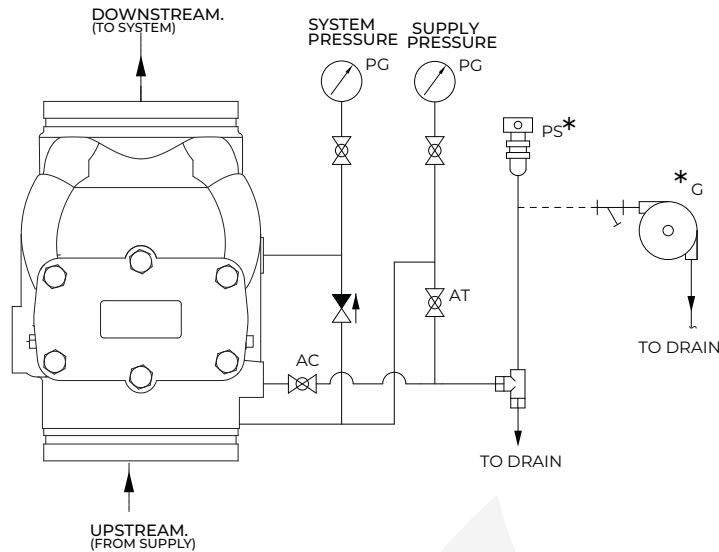 DOWNSTREAM.
(TO SYSTEM)
SYSTEM
PRESSURE
PG
SUPPLY
PRESSURE
PG
PS*
*G
AT
AC
TO DRAIN
TO DRAIN
UPSTREAM.
(FROM SUPPLY)